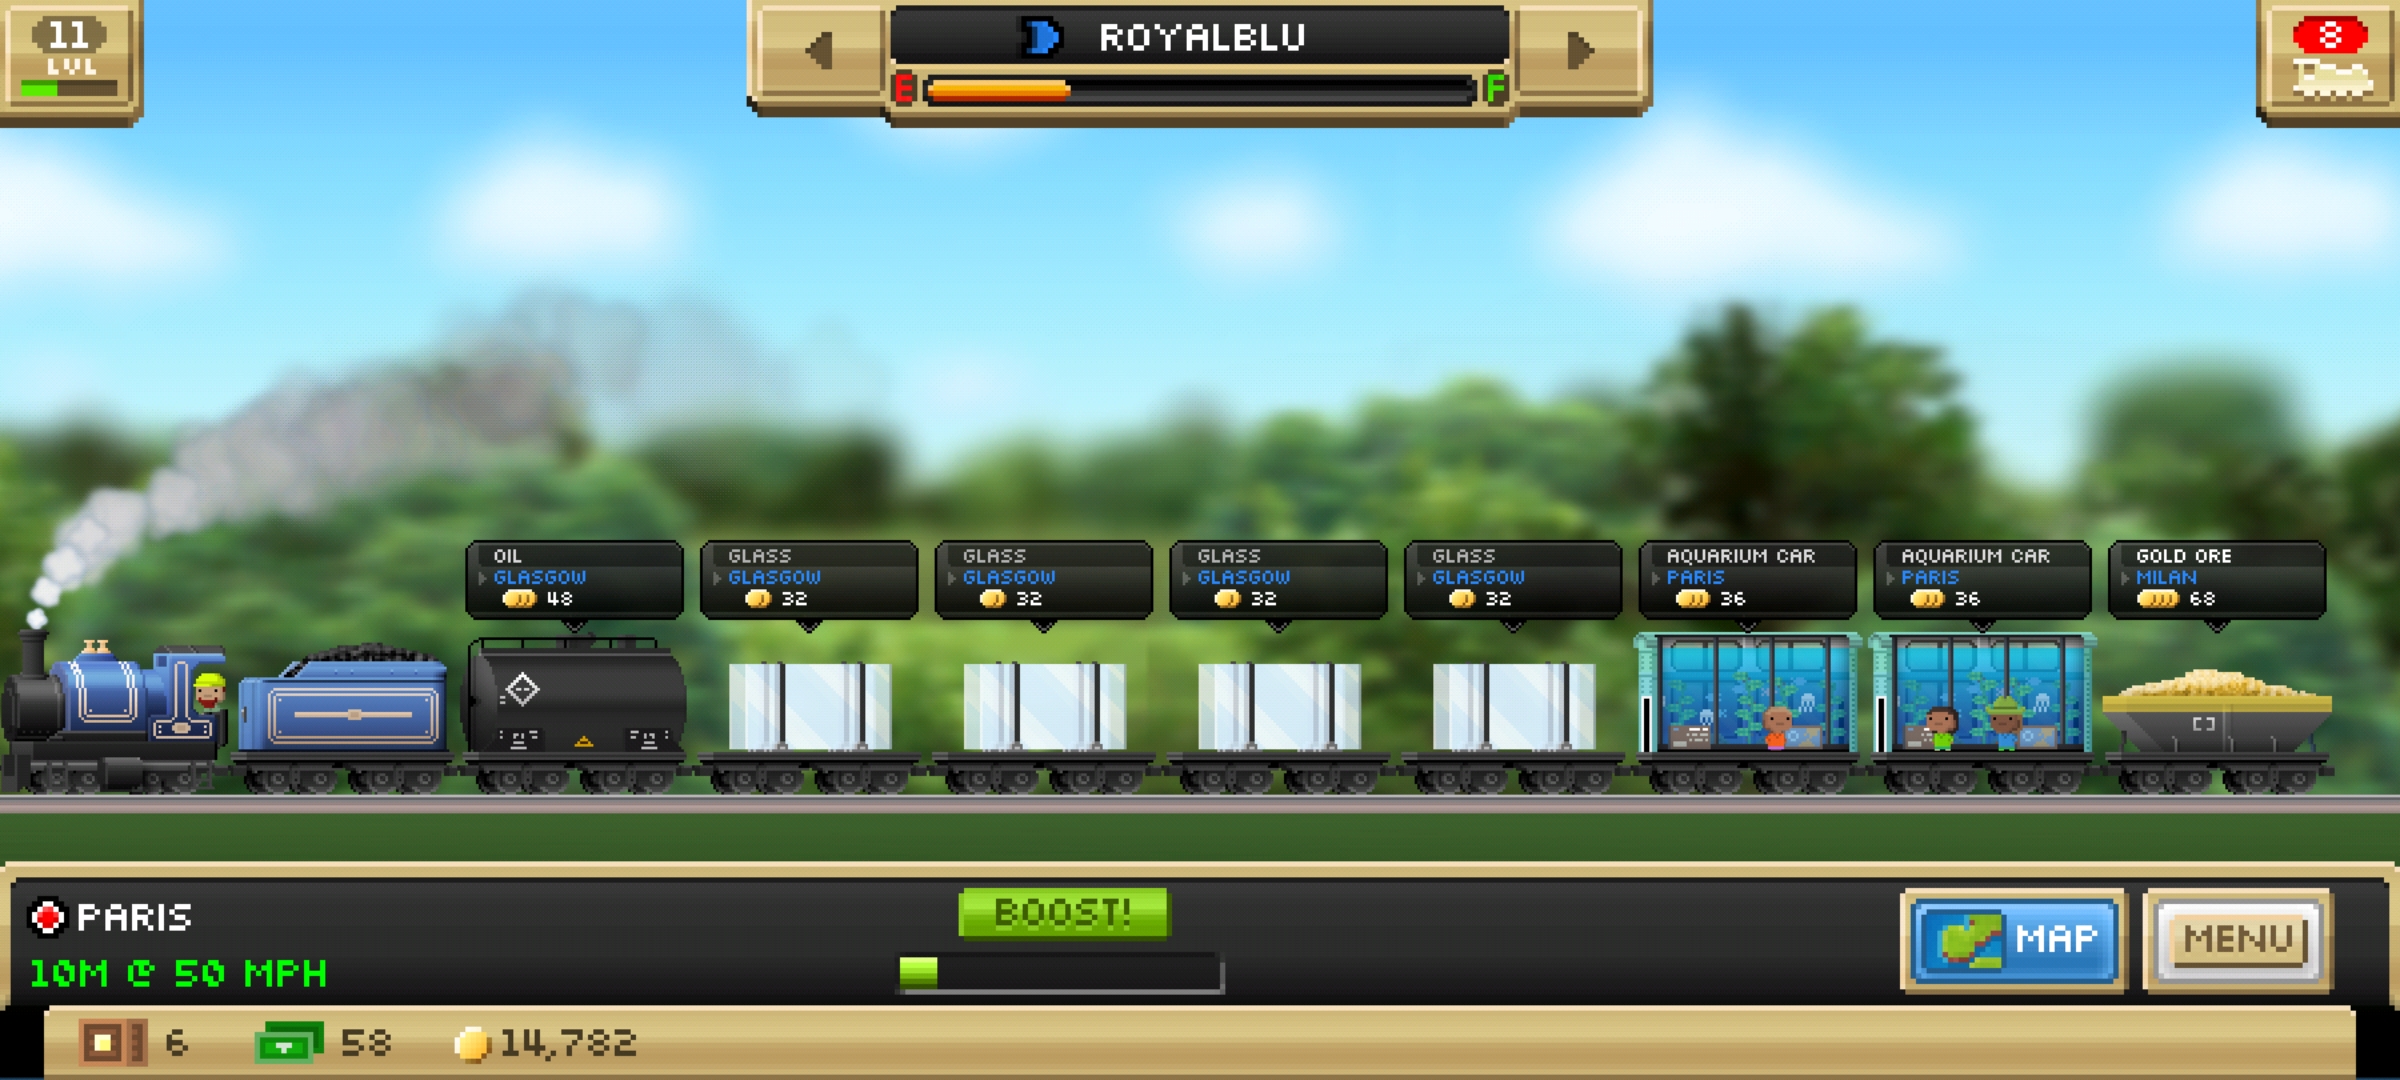 11
LVL
ROYALBLU
E
F
8
OIL
GLASGOW
48
GLASS
GLASGOW
32
GLASS
GLASGOW
32
GLASS
GLASGOW
32
GLASS
GLASGOW
32
AQUARIUM CAR
PARIS
36
AQUARIUM CAR
PARIS
36
GOLD ORE
MILAN
68
PARIS
10M @ 50 MPH
BOOST!
MAP
MENU
6
58
14,782